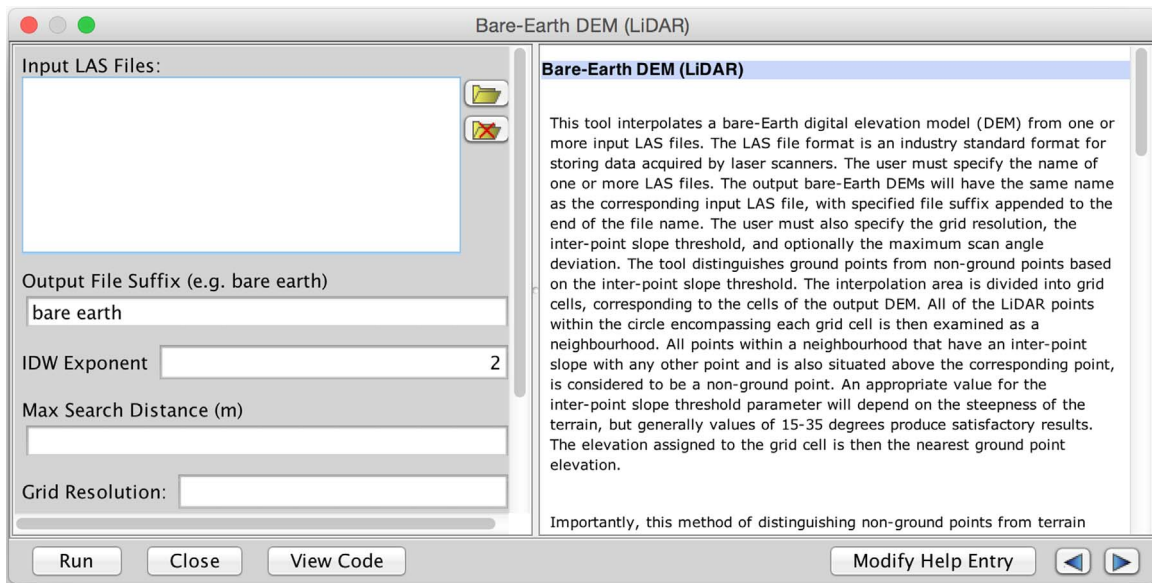 Bare-Earth DEM (LiDAR)
Input LAS Files:
Output File Suffix (e.g. bare earth)
bare earth
IDW Exponent 2
Max Search Distance (m)
Grid Resolution:
Bare-Earth DEM (LiDAR)
This tool interpolates a bare-Earth digital elevation model (DEM) from one or
more input LAS files. The LAS file format is an industry standard format for
storing data acquired by laser scanners. The user must specify the name of
one or more LAS files. The output bare-Earth DEMs will have the same name
as the corresponding input LAS file, with specified file suffix appended to the
end of the file name. The user must also specify the grid resolution, the
inter-point slope threshold, and optionally the maximum scan angle
deviation. The tool distinguishes ground points from non-ground points based
on the inter-point slope threshold. The interpolation area is divided into grid
cells, corresponding to the cells of the output DEM. All of the LiDAR points
within the circle encompassing each grid cell is then examined as a
neighbourhood. All points within a neighbourhood that have an inter-point
slope with any other point and is also situated above the corresponding point,
is considered to be a non-ground point. An appropriate value for the
inter-point slope threshold parameter will depend on the steepness of the
terrain, but generally values of 15-35 degrees produce satisfactory results.
The elevation assigned to the grid cell is then the nearest ground point
elevation.
Importantly, this method of distinguishing non-ground points from terrain
Run Close View Code Modify Help Entry